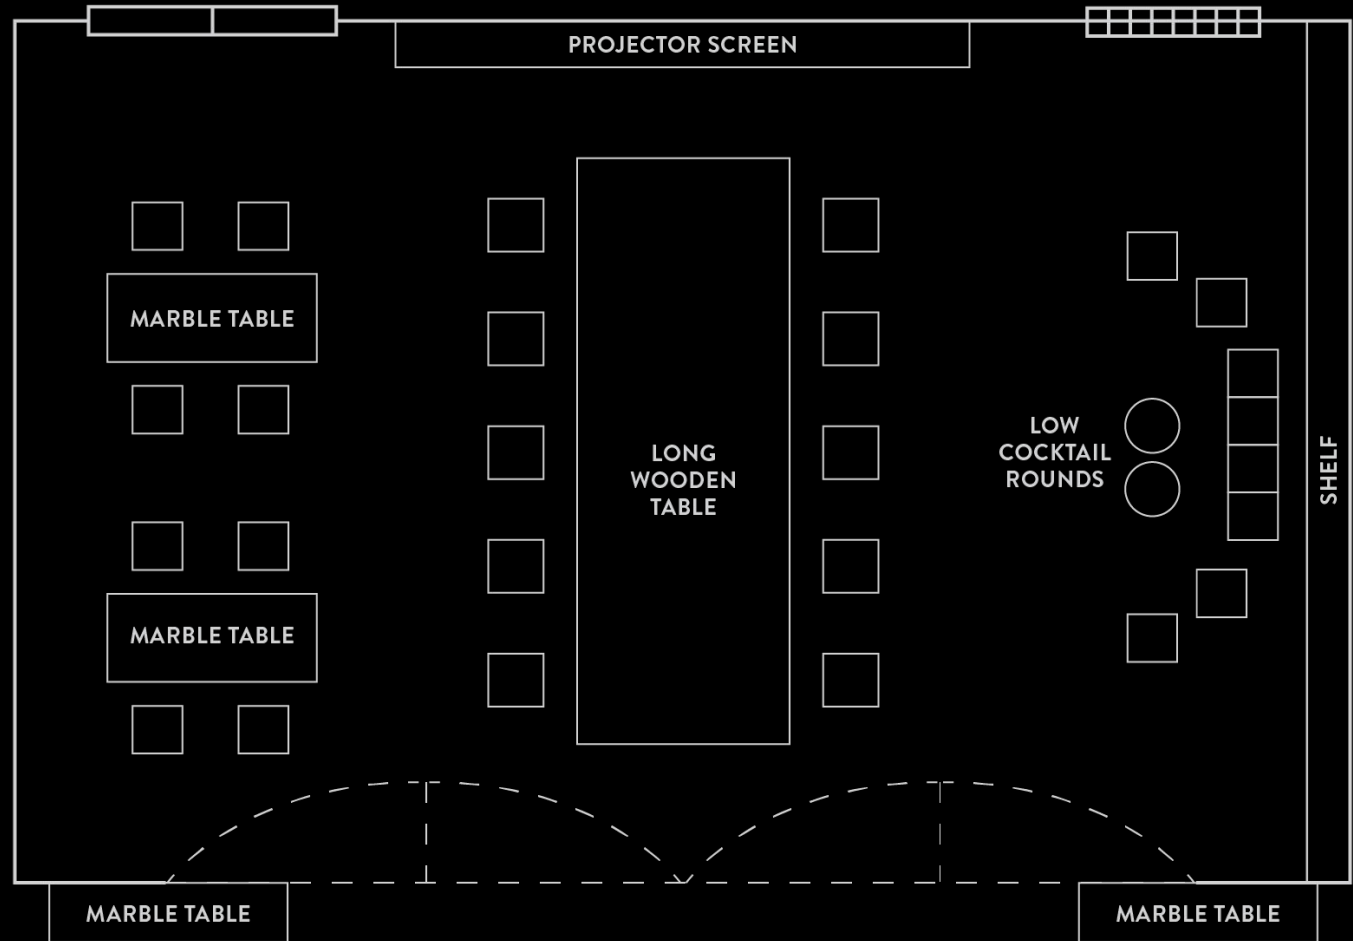 PROJECTOR SCREEN
MARBLE TABLE
LOW
COCKTAIL
ROUNDS
SHELF
LONG
WOODEN
TABLE
MARBLE TABLE
MARBLE TABLE
MARBLE TABLE